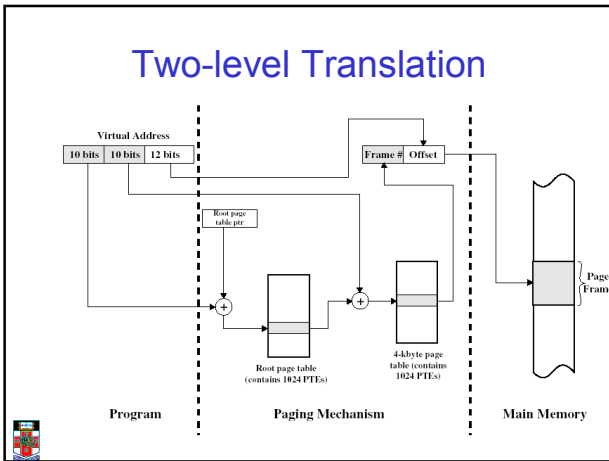 Two-level Translation
Virtual Address
10 bits 10 bits 12 bits
Frame # Offset
Root page
table ptr
+
+
Page
Frame
Root page table
(contains 1024 PTEs)
4-kbyte page
table (contains
1024 PTEs)
Program
Paging Mechanism
Main Memory